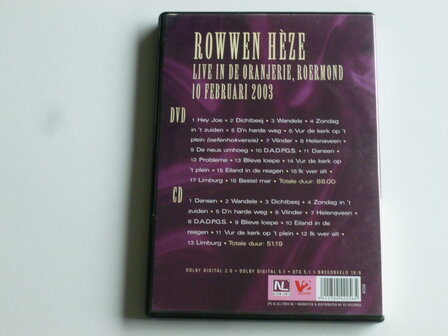 ROWWEN HÈZE
LIVE IN DE ORANJERIE, ROERMOND
10 FEBRUARI 2003
DVD
1 Hey Joe • 2 Dichtbeej • 3 Wandele • 4 Zondag
in 't zuiden • 5 D'n harde weg • 6 Vur de kerk op 't
plein (oefenhokversie) • 7 Vlinder • 8 Helenaveen
9 De neus umhoeg • 10 D.A.D.P.G.S. • 11 Dansen •
12 Probleme • 13 Blieve loepe • 14 Vur de kerk op
't plein • 15 Eiland in de reagen • 16 Ik wer alt •
17 Limburg • 18 Bestel mar • Totale duur: 88.00
CD
1 Dansen • 2 Wandele • 3 Dichtbeej • 4 Zondag in 't
zuiden • 5 D'n harde weg • 6 Vlinder • 7 Helenaveen
8 D.A.D.P.G.S. • 9 Blieve loepe • 10 Eiland in de
reagen • 11 Vur de kerk op 't plein • 12 Ik wer alt •
13 Limburg • Totale duur: 51.19
DOLBY DIGITAL 2.0 • DOLBY DIGITAL 5.1 • DTS 5.1 • BREEDBEELD 16:9
NL
V2